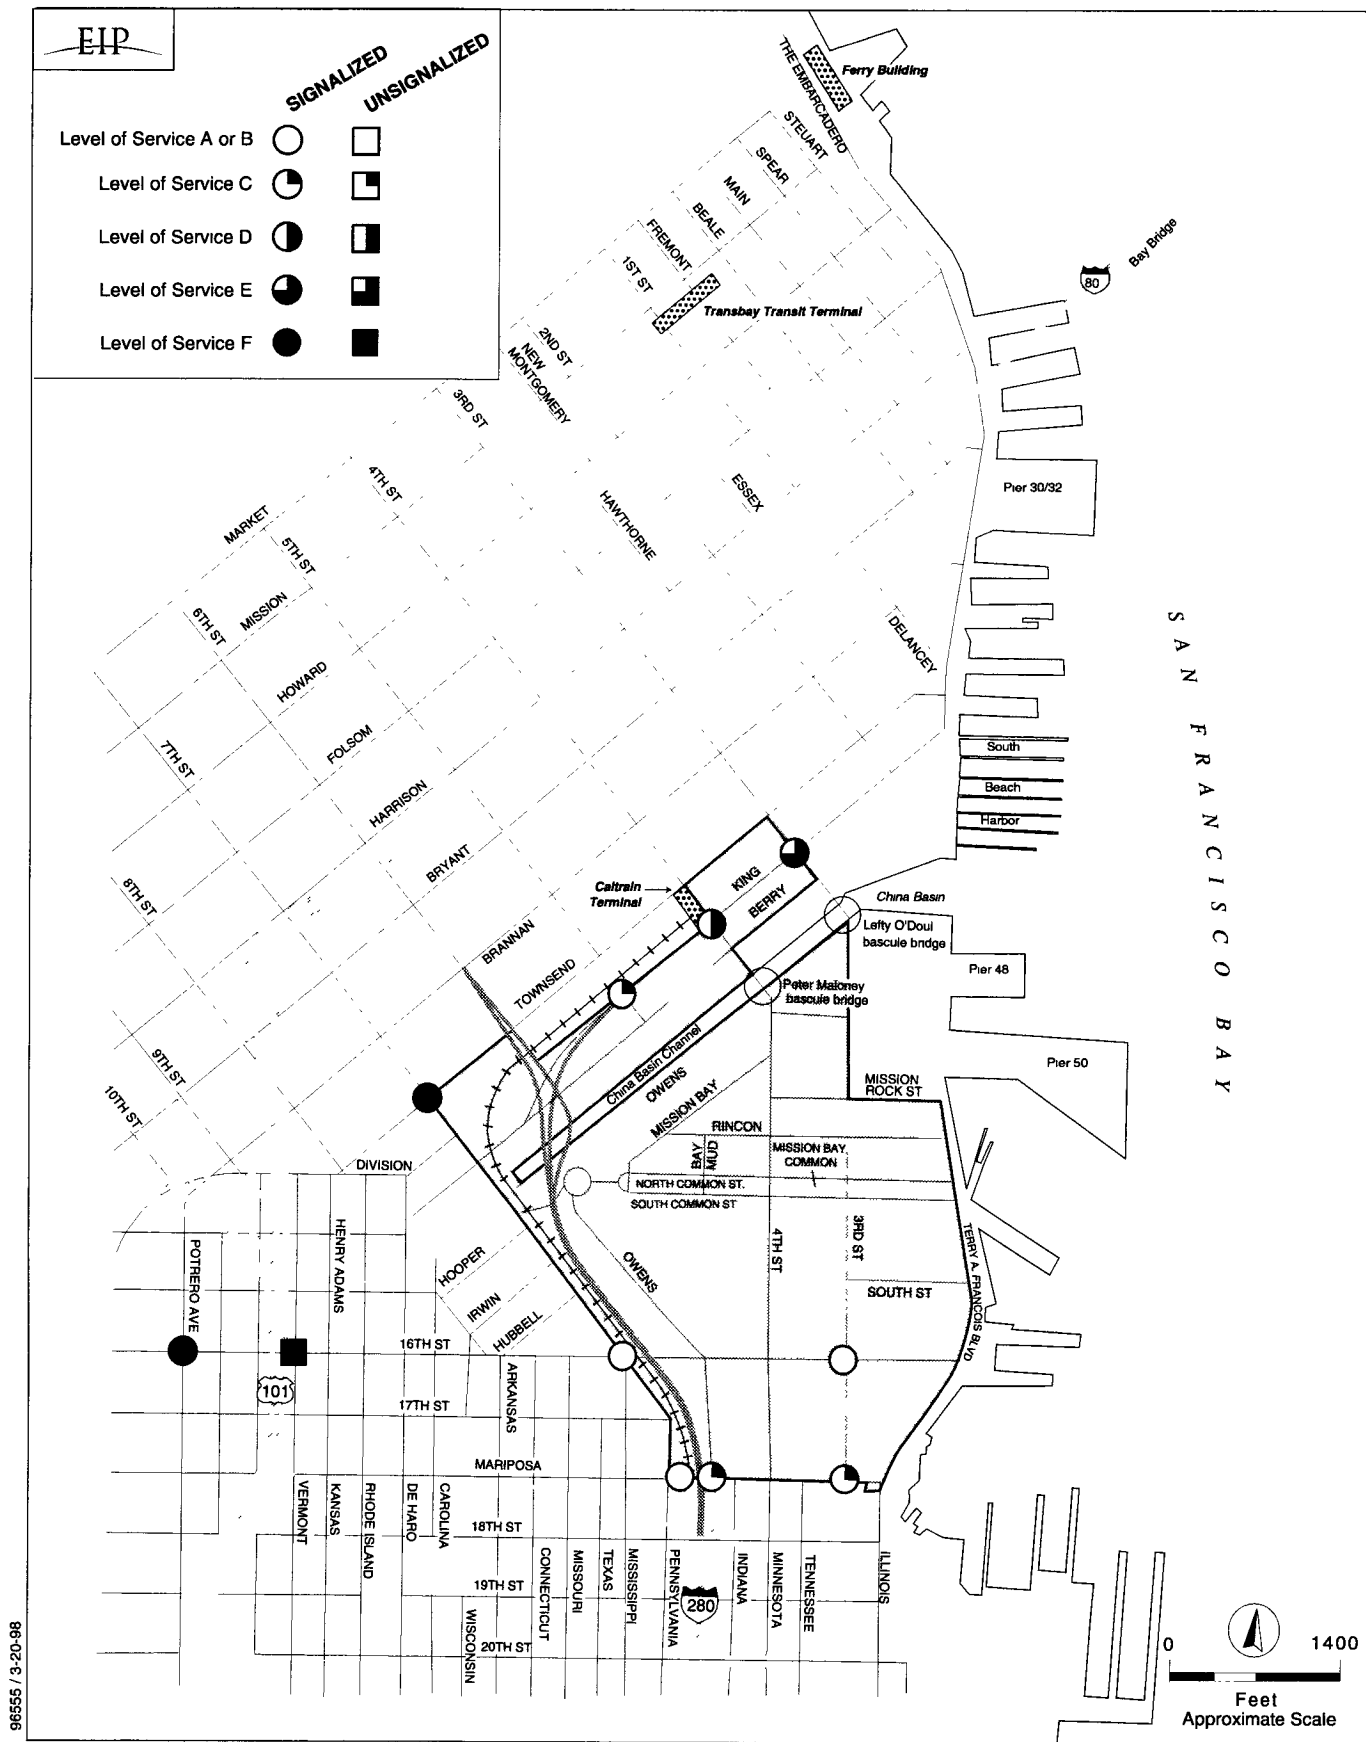 EIP
SIGNALIZED
UNSIGNALIZED
Level of Service A or B
Level of Service C
Level of Service D
Level of Service E
Level of Service F
THE EMBARCADERO
Ferry Building
STEUART
SPEAR
MAIN
BEALE
FREMONT
1ST ST
Transbay Transit Terminal
80
Bay Bridge
2ND ST
NEW
MONTGOMERY
3RD ST
4TH ST
HAWTHORNE
ESSEX
Pier 30/32
MARKET
5TH ST
MISSION
6TH ST
HOWARD
DELANCEY
SAN FRANCISCO BAY
7TH ST
FOLSOM
HARRISON
South
Beach
Harbor
BRYANT
8TH ST
Caltrain
Terminal
KING
BERRY
China Basin
Lefty O'Doul
bascule bridge
BRANNAN
TOWNSEND
Peter Maloney
bascule bridge
Pier 48
Pier 50
9TH ST
10TH ST
China Basin Channel
OWENS
MISSION BAY
MISSION
ROCK ST
RINCON
MISSION BAY
COMMON
BAY
MUD
DIVISION
NORTH COMMON ST.
SOUTH COMMON ST
POTRERO AVE
HENRY ADAMS
HOOPER
IRWIN
HUBBELL
OWENS
4TH ST
3RD ST
SOUTH ST
TERRY A. FRANCOIS BLVD
16TH ST
101
17TH ST
ARKANSAS
MARIPOSA
VERMONT
KANSAS
RHODE ISLAND
DE HARO
CAROLINA
18TH ST
19TH ST
20TH ST
WISCONSIN
CONNECTICUT
MISSOURI
TEXAS
MISSISSIPPI
PENNSYLVANIA
280
INDIANA
MINNESOTA
TENNESSEE
ILLINOIS
0 1400
Feet
Approximate Scale
96555 / 3-20-98